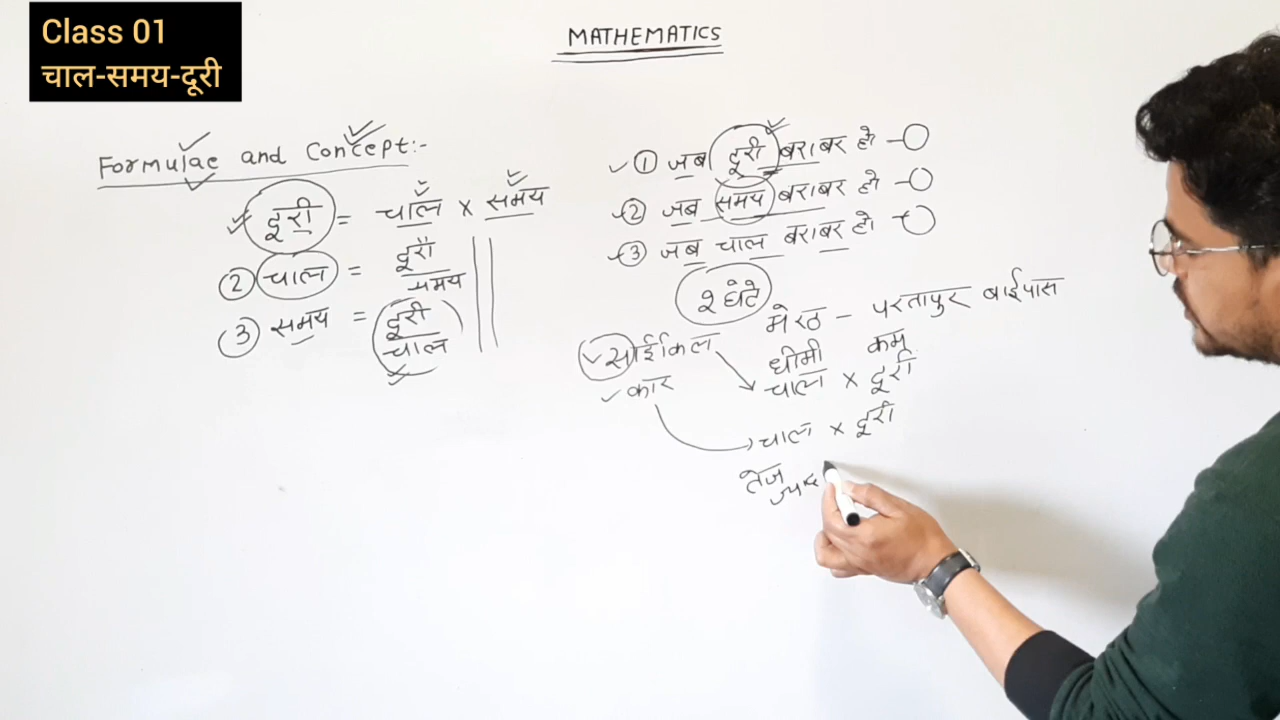 Class 01
चाल-समय-दूरी
MATHEMATICS
Formulae and Concept:-
दूरी = चाल × समय
② चाल = दूरी / समय
③ समय = दूरी / चाल
① जब दूरी बराबर हो -
② जब समय बराबर हो -
③ जब चाल बराबर हो -
२ घंटे
मेरठ - परतापुर बाईपास
साईकिल
धीमी कम
चाल × दूरी
कार
चाल × दूरी
तेज